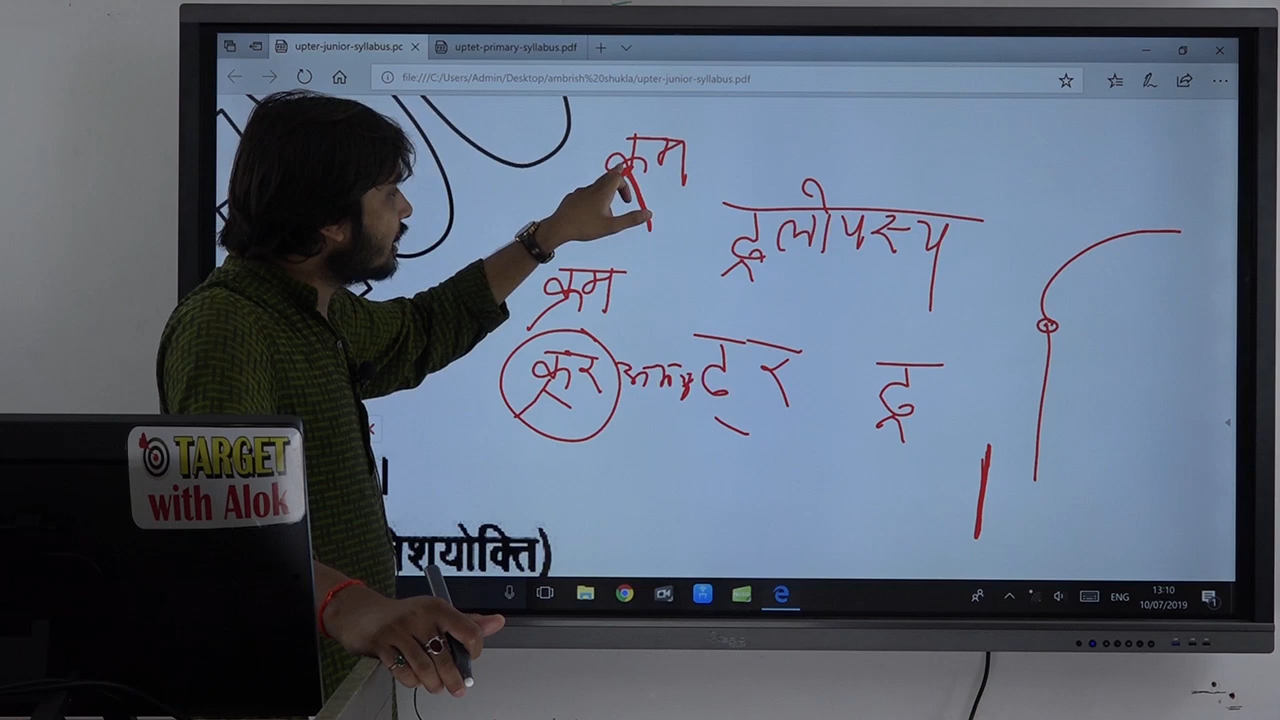 upter-junior-syllabus.pc
uptet-primary-syllabus.pdf
file:///C:/Users/Admin/Desktop/ambrish%20shukla/upter-junior-syllabus.pdf
क्रम
ढ्रलोपस्य
क्रम
क्रूर ढ् र ढ्र
TARGET
with Alok
शयोक्ति)
ENG
13:10
10/07/2019